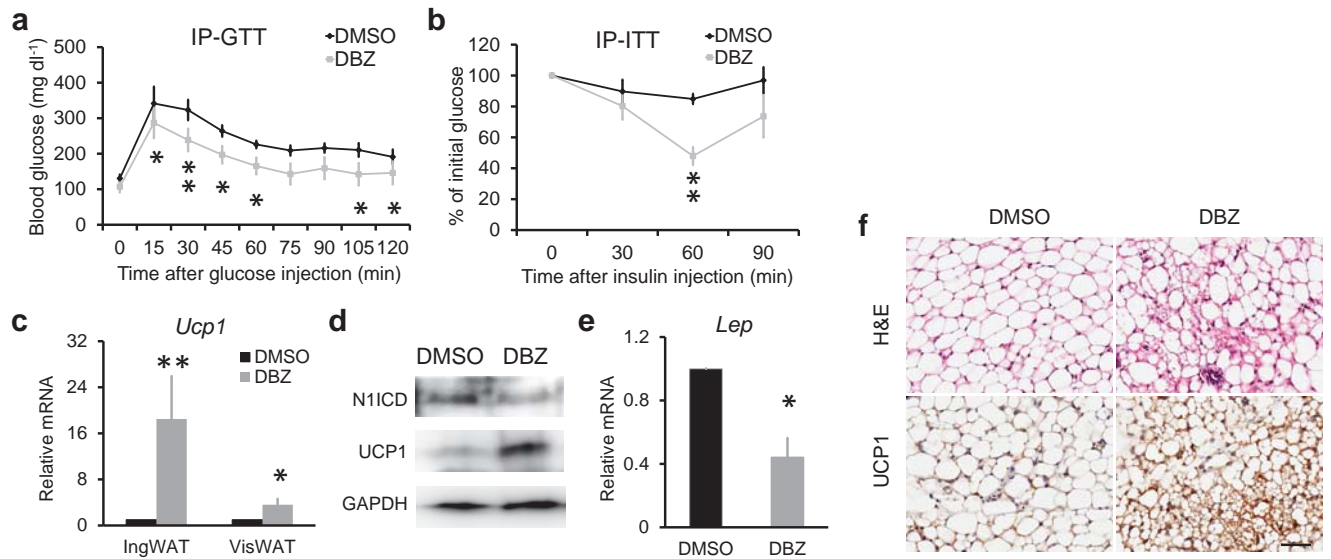 a
IP-GTT
DMSO
DBZ
Blood glucose (mg dl⁻¹)
500
400
300
200
100
0
* ** * * * *
0 15 30 45 60 75 90 105 120
Time after glucose injection (min)
b
IP-ITT
DMSO
DBZ
% of initial glucose
120
100
80
60
40
20
0
**
0 30 60 90
Time after insulin injection (min)
c
Ucp1
DMSO
DBZ
Relative mRNA
32
24
16
8
0
**
*
IngWAT VisWAT
d
DMSO DBZ
N1ICD
UCP1
GAPDH
e
Lep
Relative mRNA
1.2
0.8
0.4
0
*
DMSO DBZ
f
DMSO DBZ
H&E
UCP1